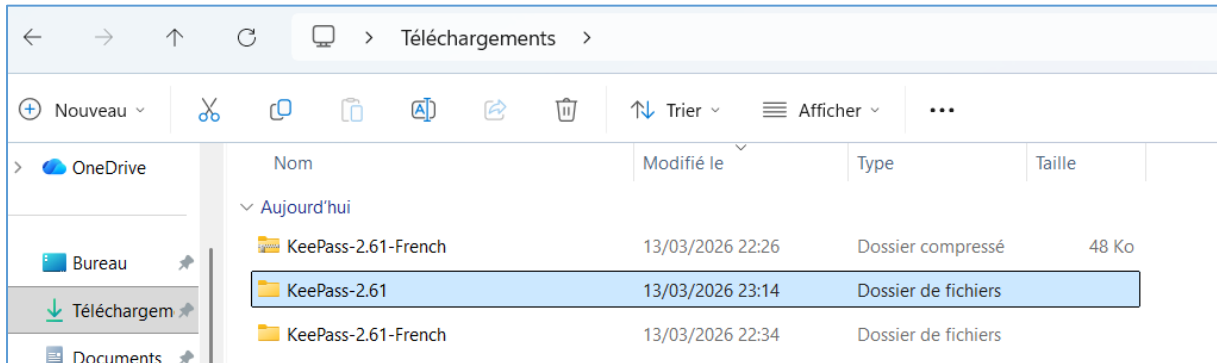 Téléchargements
Nouveau
Trier
Afficher
OneDrive
Nom Modifié le Type Taille
Aujourd'hui
KeePass-2.61-French 13/03/2026 22:26 Dossier compressé 48 Ko
Bureau
KeePass-2.61 13/03/2026 23:14 Dossier de fichiers
Téléchargem
KeePass-2.61-French 13/03/2026 22:34 Dossier de fichiers
Documents